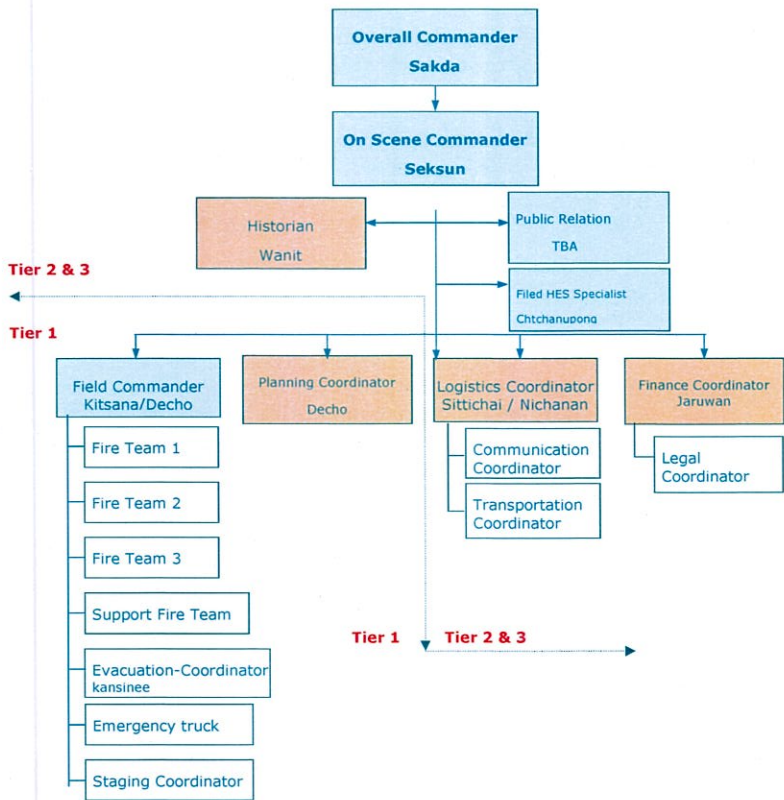 Overall Commander
Sakda
On Scene Commander
Seksun
Historian
Wanit
Public Relation
TBA
Tier 2 & 3
Filed HES Specialist
Chtchanupong
Tier 1
Field Commander
Kitsana/Decho
Planning Coordinator
Decho
Logistics Coordinator
Sittichai / Nichanan
Finance Coordinator
Jaruwan
Fire Team 1
Fire Team 2
Fire Team 3
Support Fire Team
Evacuation-Coordinator
kansinee
Emergency truck
Staging Coordinator
Communication
Coordinator
Transportation
Coordinator
Legal
Coordinator
Tier 1
Tier 2 & 3